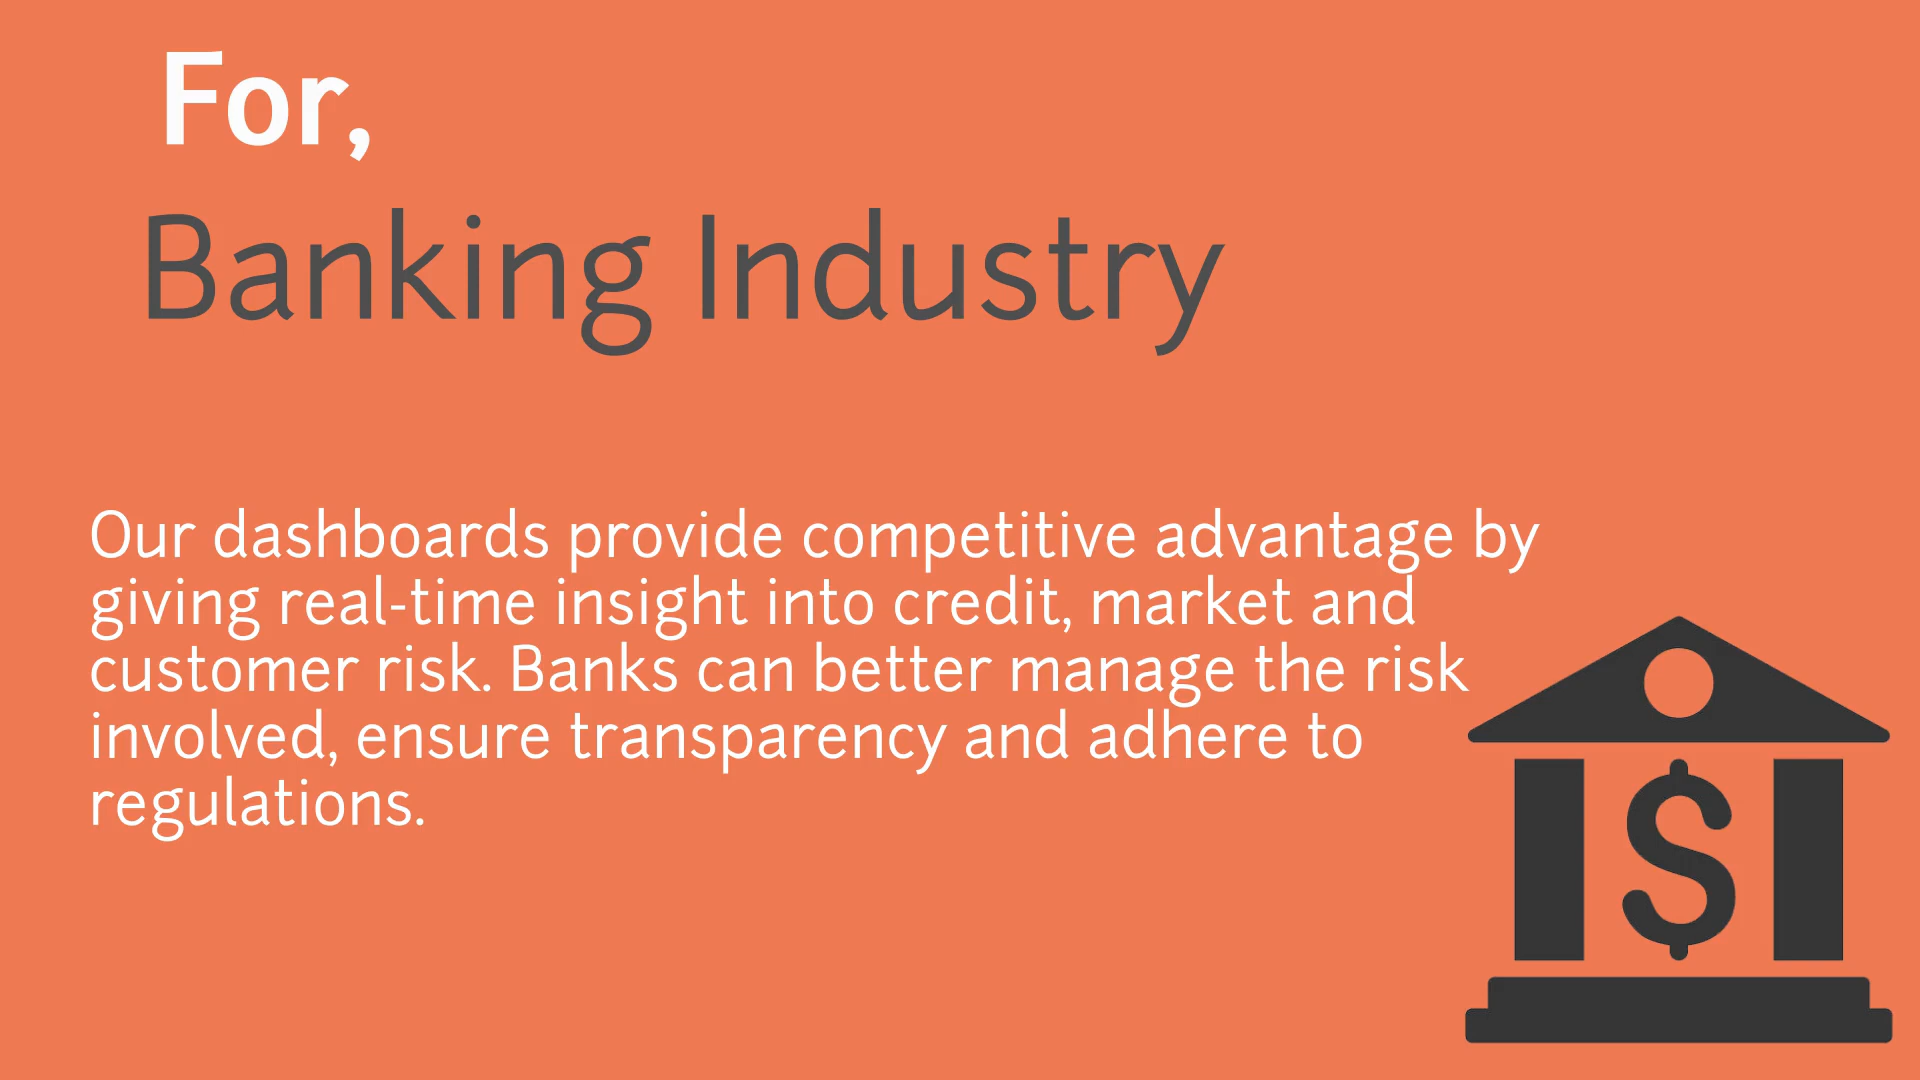 For,
Banking Industry
Our dashboards provide competitive advantage by
giving real-time insight into credit, market and
customer risk. Banks can better manage the risk
involved, ensure transparency and adhere to
regulations.
$